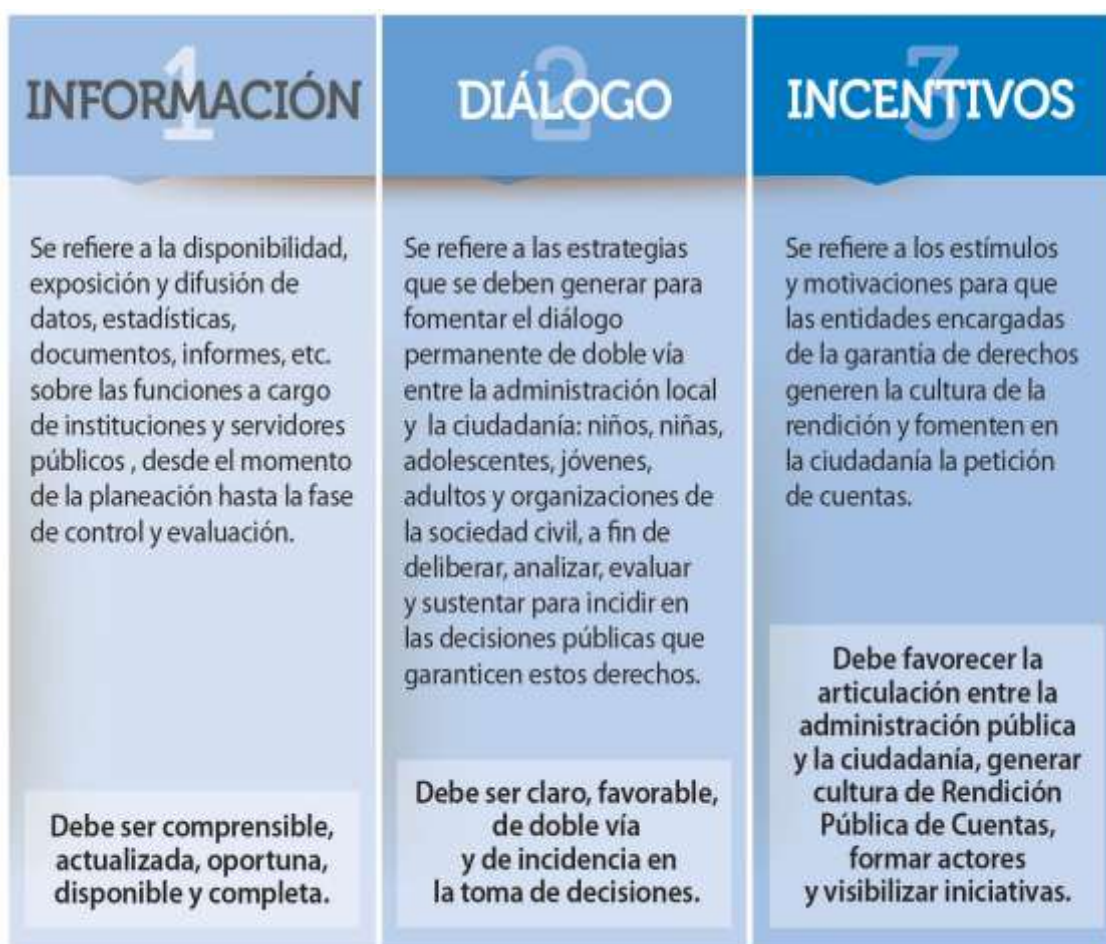 1
INFORMACIÓN
Se refiere a la disponibilidad,
exposición y difusión de
datos, estadísticas,
documentos, informes, etc.
sobre las funciones a cargo
de instituciones y servidores
públicos , desde el momento
de la planeación hasta la fase
de control y evaluación.
Debe ser comprensible,
actualizada, oportuna,
disponible y completa.
2
DIÁLOGO
Se refiere a las estrategias
que se deben generar para
fomentar el diálogo
permanente de doble vía
entre la administración local
y la ciudadanía: niños, niñas,
adolescentes, jóvenes,
adultos y organizaciones de
la sociedad civil, a fin de
deliberar, analizar, evaluar
y sustentar para incidir en
las decisiones públicas que
garanticen estos derechos.
Debe ser claro, favorable,
de doble vía
y de incidencia en
la toma de decisiones.
3
INCENTIVOS
Se refiere a los estímulos
y motivaciones para que
las entidades encargadas
de la garantía de derechos
generen la cultura de la
rendición y fomenten en
la ciudadanía la petición
de cuentas.
Debe favorecer la
articulación entre la
administración pública
y la ciudadanía, generar
cultura de Rendición
Pública de Cuentas,
formar actores
y visibilizar iniciativas.